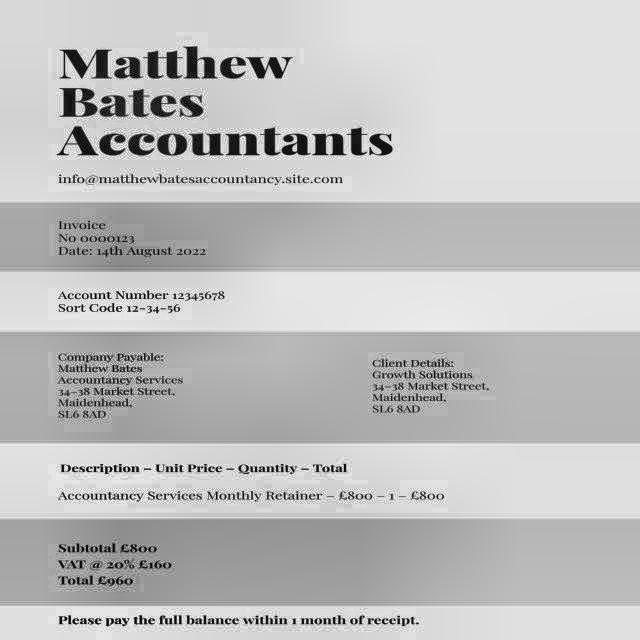 Matthew
Bates
Accountants
info@matthewbatesaccountancy.site.com
Invoice
No 0000123
Date: 14th August 2022
Account Number 12345678
Sort Code 12-34-56
Company Payable:
Matthew Bates
Accountancy Services
34-38 Market Street,
Maidenhead,
SL6 8AD
Client Details:
Growth Solutions
34-38 Market Street,
Maidenhead,
SL6 8AD
Description – Unit Price – Quantity – Total
Accountancy Services Monthly Retainer – £800 – 1 – £800
Subtotal £800
VAT @ 20% £160
Total £960
Please pay the full balance within 1 month of receipt.